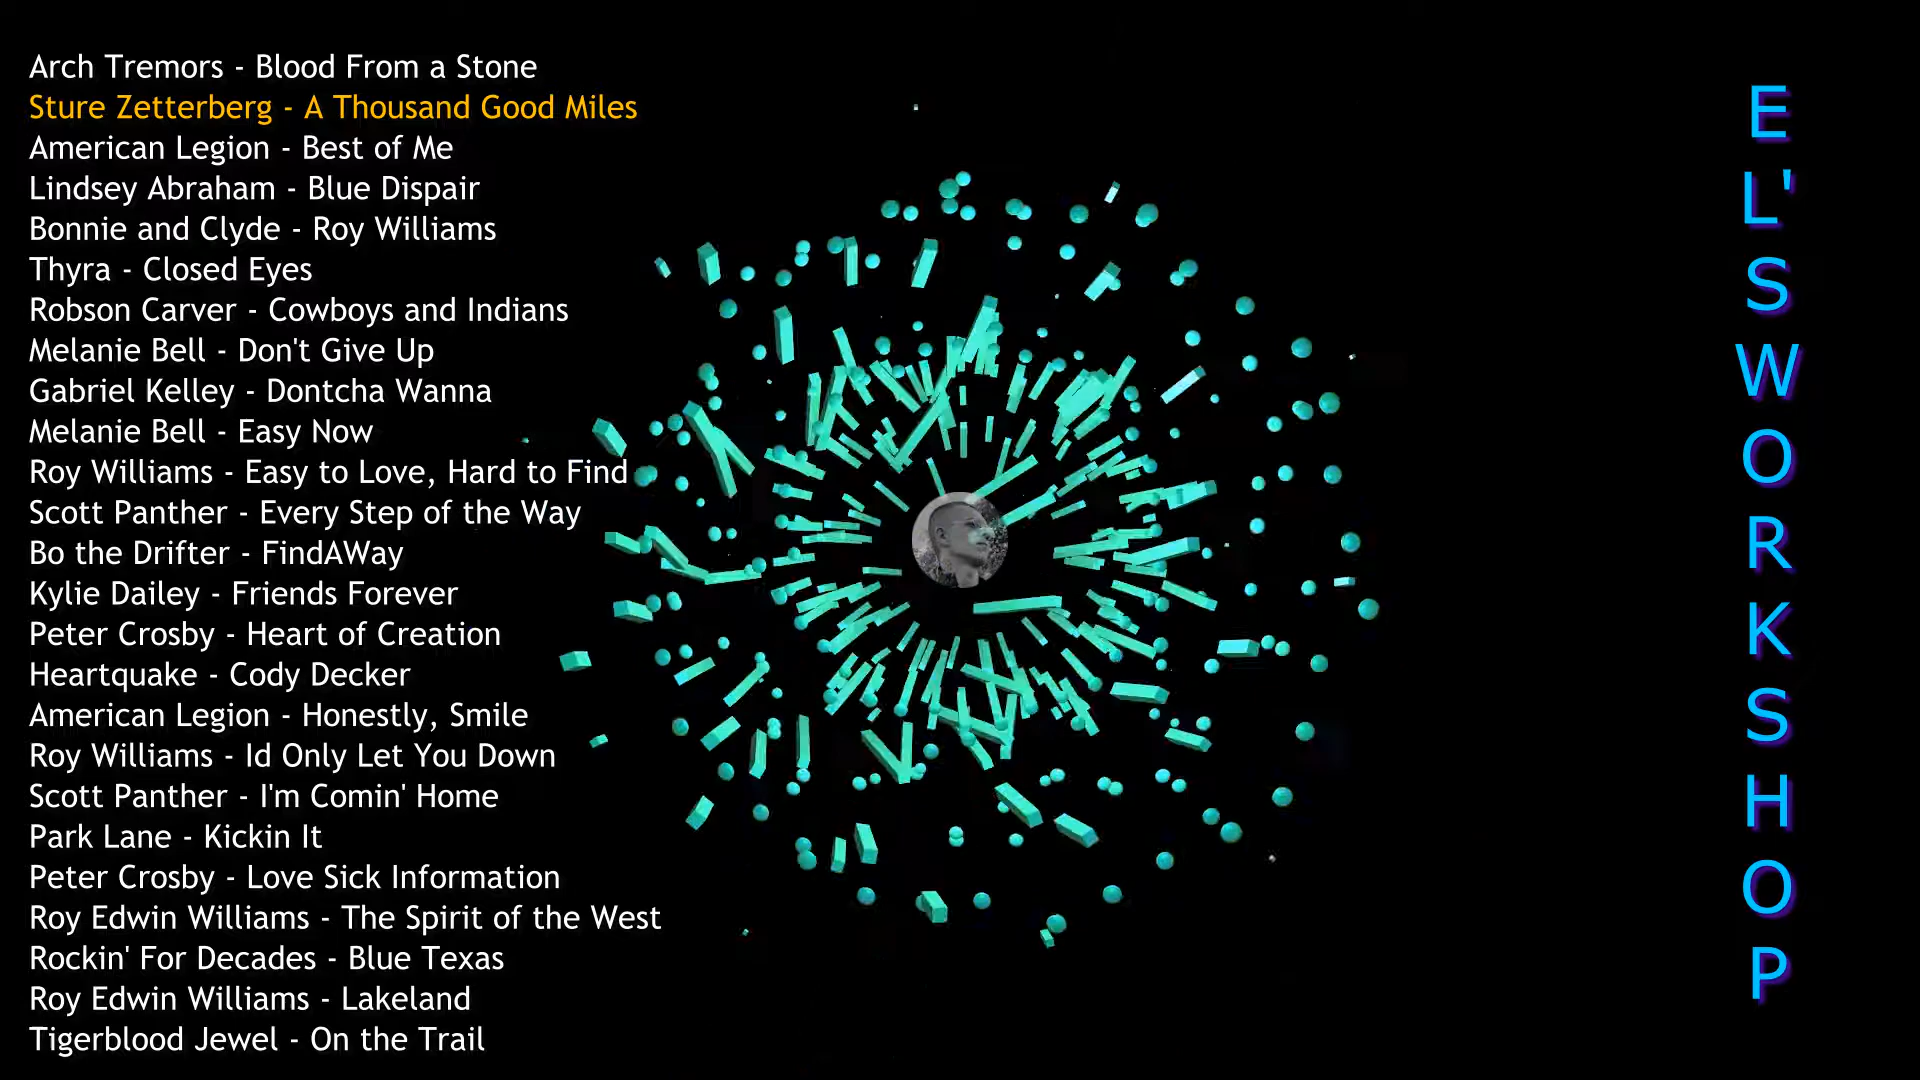 Arch Tremors - Blood From a Stone
Sture Zetterberg - A Thousand Good Miles
American Legion - Best of Me
Lindsey Abraham - Blue Dispair
Bonnie and Clyde - Roy Williams
Thyra - Closed Eyes
Robson Carver - Cowboys and Indians
Melanie Bell - Don't Give Up
Gabriel Kelley - Dontcha Wanna
Melanie Bell - Easy Now
Roy Williams - Easy to Love, Hard to Find
Scott Panther - Every Step of the Way
Bo the Drifter - FindAWay
Kylie Dailey - Friends Forever
Peter Crosby - Heart of Creation
Heartquake - Cody Decker
American Legion - Honestly, Smile
Roy Williams - Id Only Let You Down
Scott Panther - I'm Comin' Home
Park Lane - Kickin It
Peter Crosby - Love Sick Information
Roy Edwin Williams - The Spirit of the West
Rockin' For Decades - Blue Texas
Roy Edwin Williams - Lakeland
Tigerblood Jewel - On the Trail
EL'S WORKSHOP